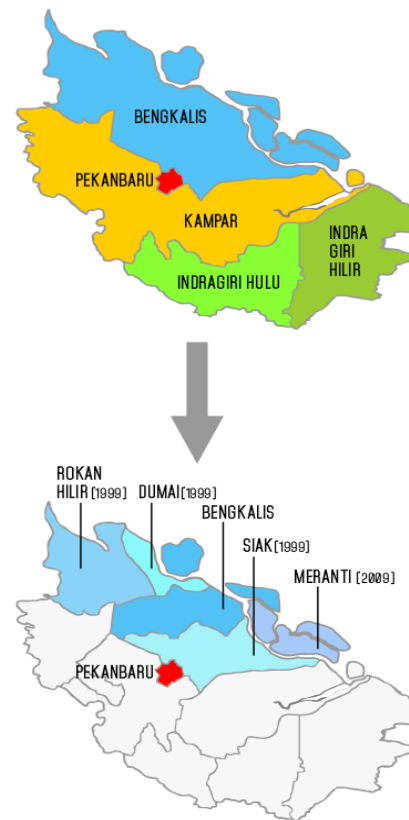 BENGKALIS
PEKANBARU
KAMPAR
INDRA
GIRI
HILIR
INDRAGIRI HULU
ROKAN
HILIR [1999]
DUMAI [1999]
BENGKALIS
SIAK [1999]
MERANTI [2009]
PEKANBARU